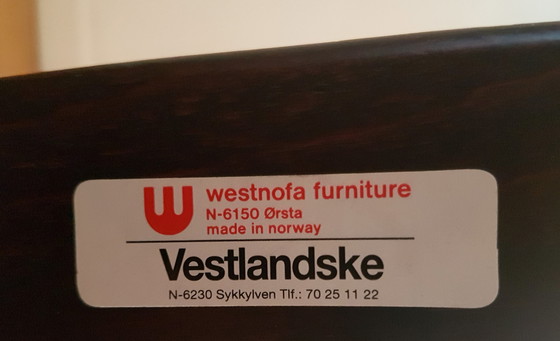 westnofa furniture
N-6150 Ørsta
made in norway
Vestlandske
N-6230 Sykkylven Tlf.: 70 25 11 22